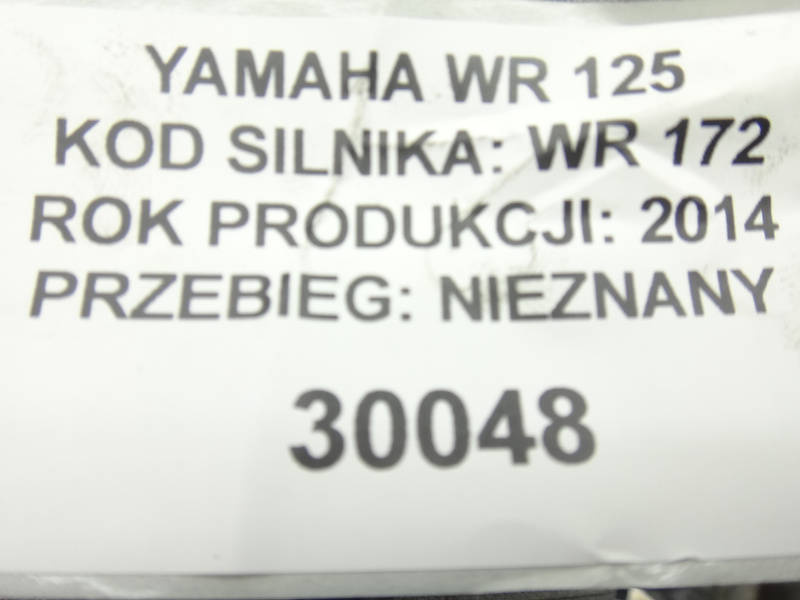 YAMAHA WR 125
KOD SILNIKA: WR 172
ROK PRODUKCJI: 2014
PRZEBIEG: NIEZNANY
30048